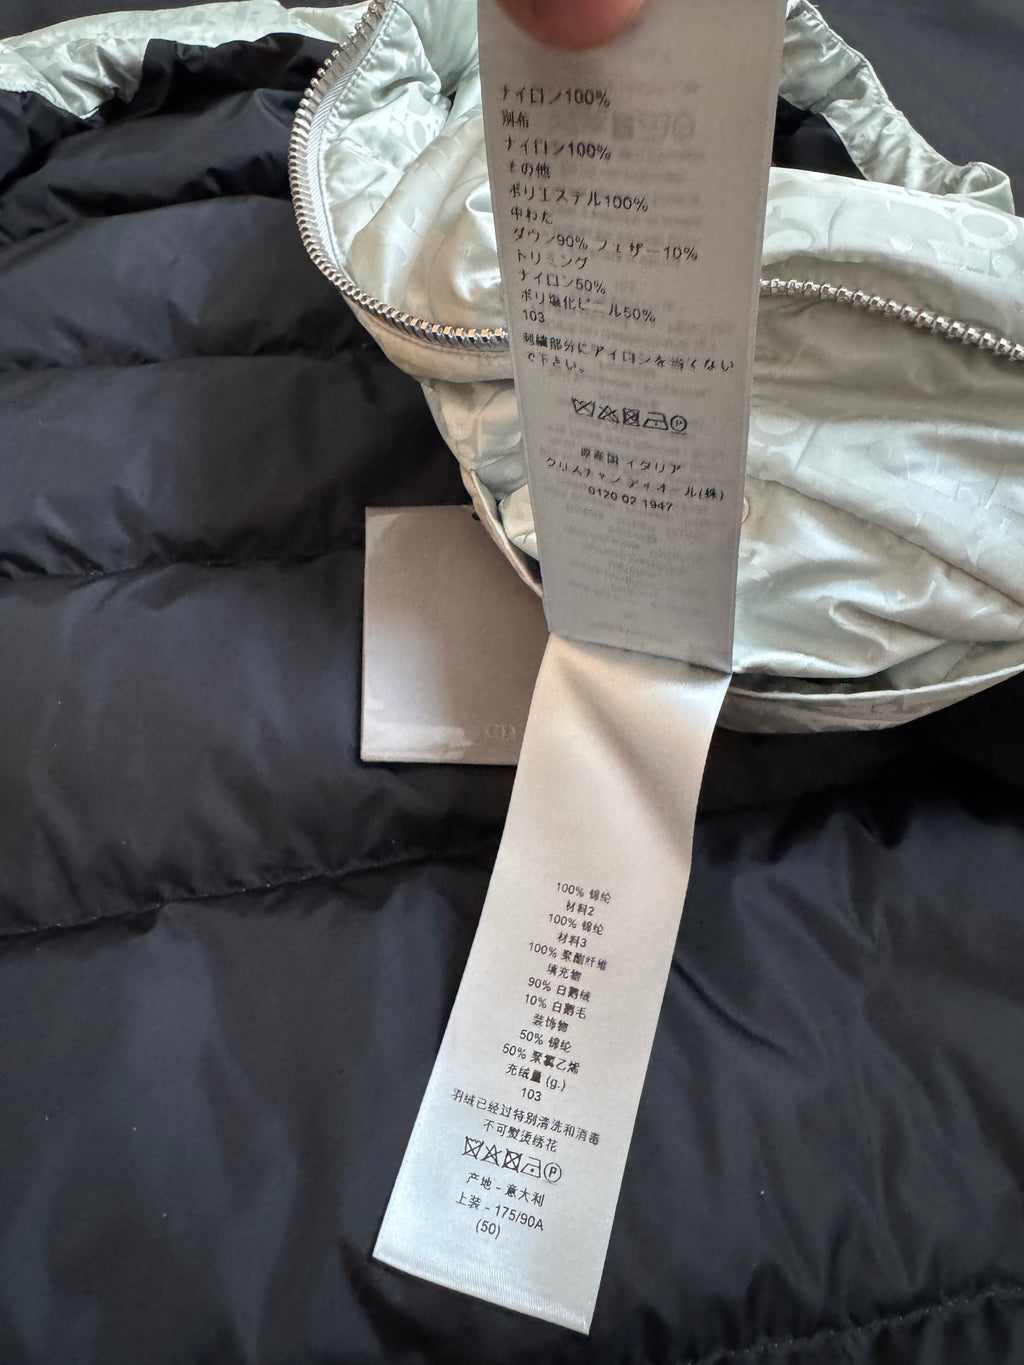 ナイロン100%
別布
ナイロン100%
その他
ポリエステル100%
中わた
ダウン90% フェザー10%
トリミング
ナイロン50%
ポリ塩化ビニール50%
103
刺繍部分にアイロンを当てない
で下さい。
P
原産国 イタリア
クリスチャン ディオール(株)
0120 02 1947
100% 锦纶
材料2
100% 锦纶
材料3
100% 聚酯纤维
填充物
90% 白鹅绒
10% 白鹅毛
装饰物
50% 锦纶
50% 聚氯乙烯
充绒量 (g.)
103
羽绒已经过特别清洗和消毒
不可熨烫绣花
P
产地 - 意大利
上装 - 175/90A
(50)